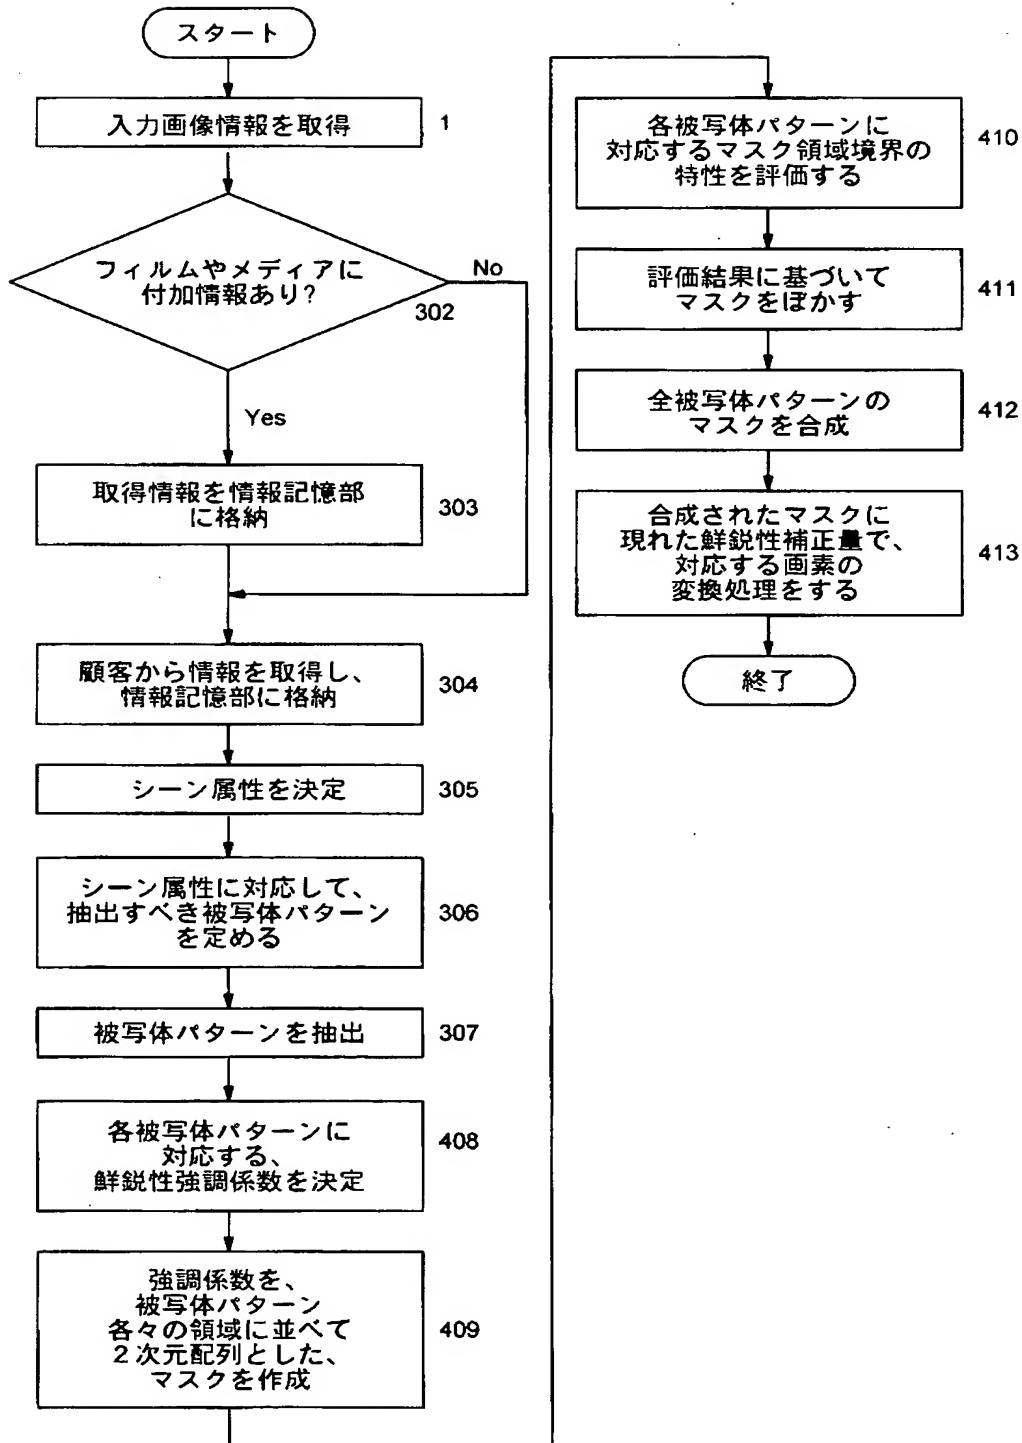 スタート
入力画像情報を取得
1
フィルムやメディアに
付加情報あり?
302
No
Yes
取得情報を情報記憶部
に格納
303
顧客から情報を取得し、
情報記憶部に格納
304
シーン属性を決定
305
シーン属性に対応して、
抽出すべき被写体パターン
を定める
306
被写体パターンを抽出
307
各被写体パターンに
対応する、
鮮鋭性強調係数を決定
408
強調係数を、
被写体パターン
各々の領域に並べて
2次元配列とした、
マスクを作成
409
各被写体パターンに
対応するマスク領域境界の
特性を評価する
410
評価結果に基づいて
マスクをぼかす
411
全被写体パターンの
マスクを合成
412
合成されたマスクに
現れた鮮鋭性補正量で、
対応する画素の
変換処理をする
413
終了